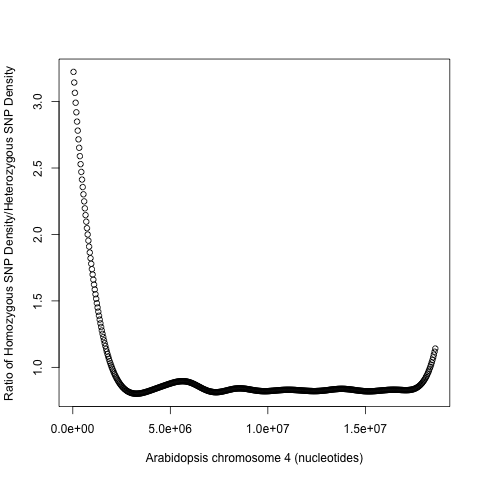 Ratio of Homozygous SNP Density/Heterozygous SNP Density
3.0
2.5
2.0
1.5
1.0
0.0e+00 5.0e+06 1.0e+07 1.5e+07
Arabidopsis chromosome 4 (nucleotides)